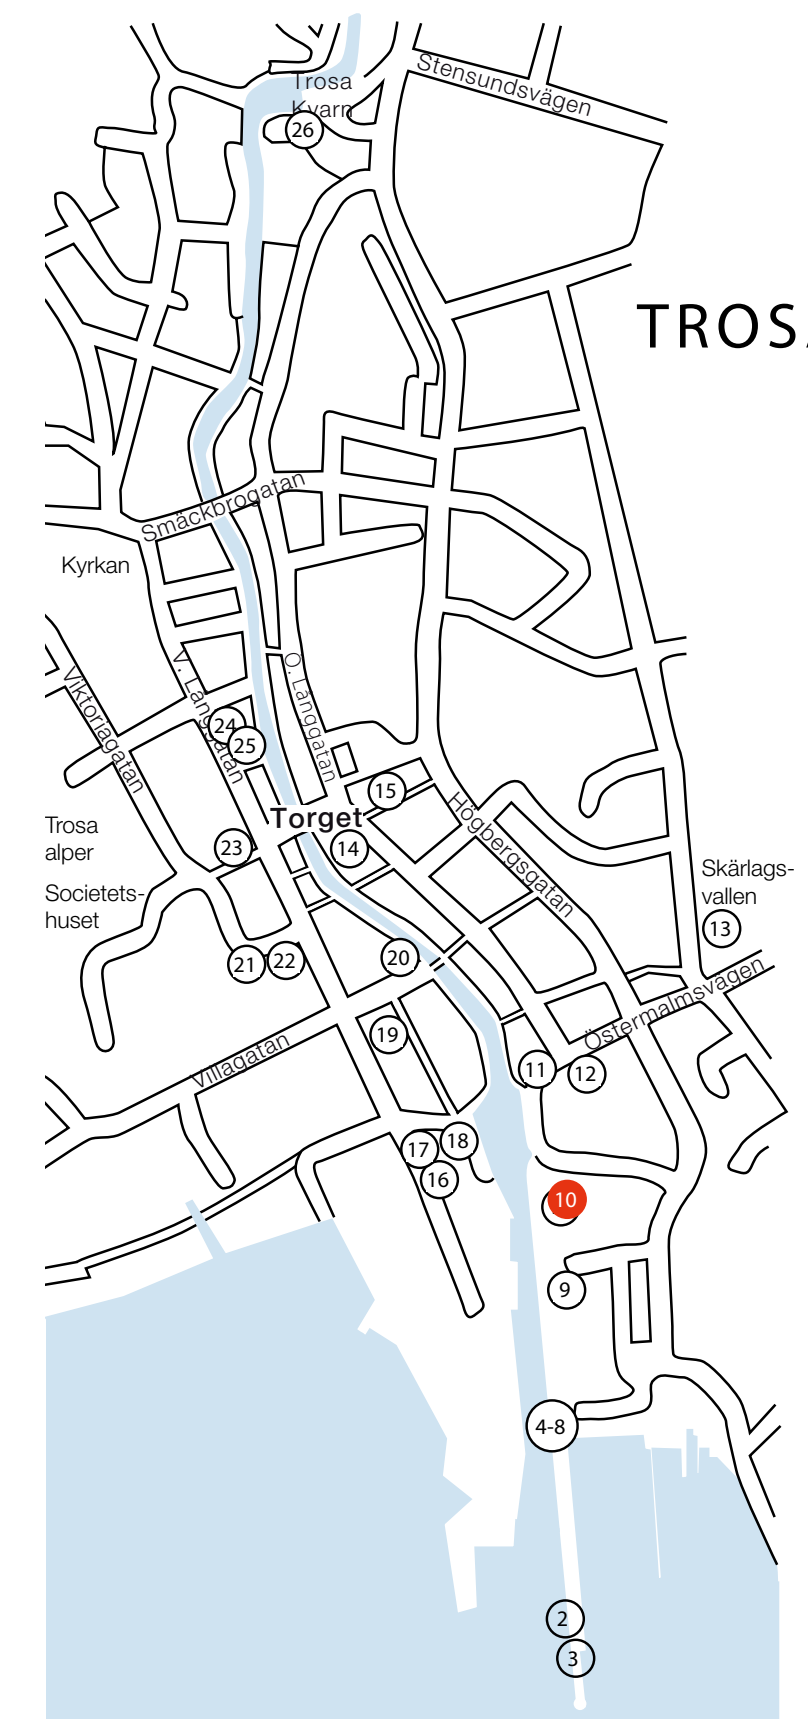 Stensundsvägen
Trosa
Kvarn
26
TROSA
Smäckbrogatan
Kyrkan
Viktoriagatan
V. Långgatan
Ö. Långgatan
24
25
15
Torget
Högbergsgatan
Trosa
alper
23
14
Societets-
huset
Skärlags-
vallen
13
21
22
20
Östermalmsvägen
19
Villagatan
11
12
17
18
16
10
9
4-8
2
3